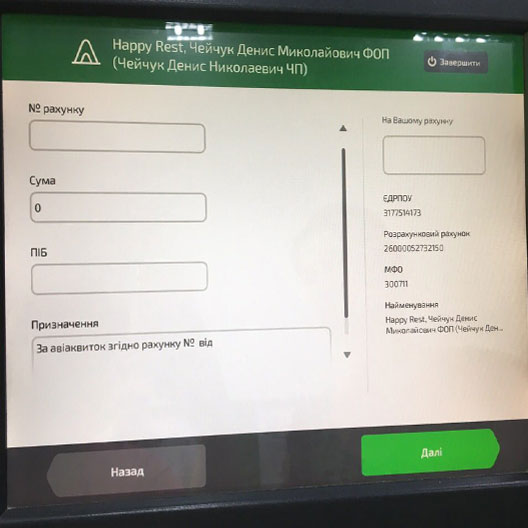 Happy Rest, Чейчук Денис Миколайович ФОП
(Чейчук Денис Николаевич ЧП)
Завершити
№ рахунку
Сума
0
ПІБ
Призначення
За авіаквиток згідно рахунку № від
На Вашому рахунку
ЄДРПОУ
3177514173
Розрахунковий рахунок
26000052732150
МФО
300711
Найменування
Happy Rest, Чейчук Денис
Миколайович ФОП (Чейчук Ден...
Назад
Далі